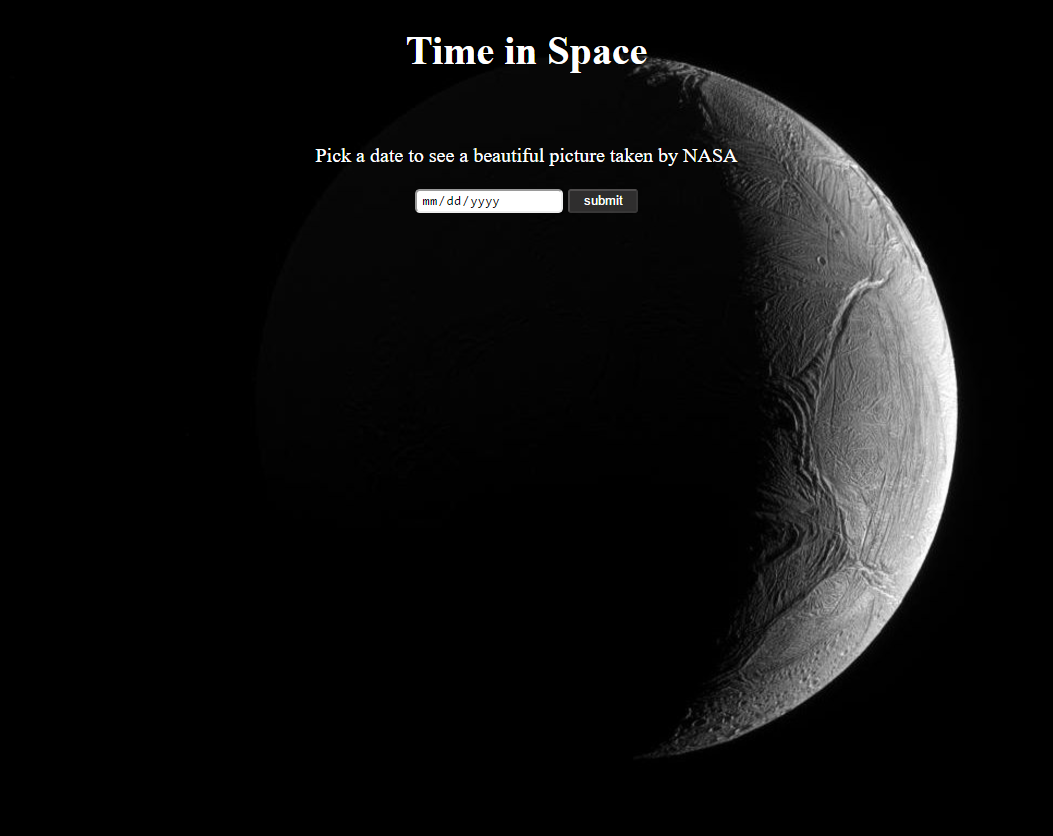 Time in Space
Pick a date to see a beautiful picture taken by NASA
mm/dd/yyyy submit